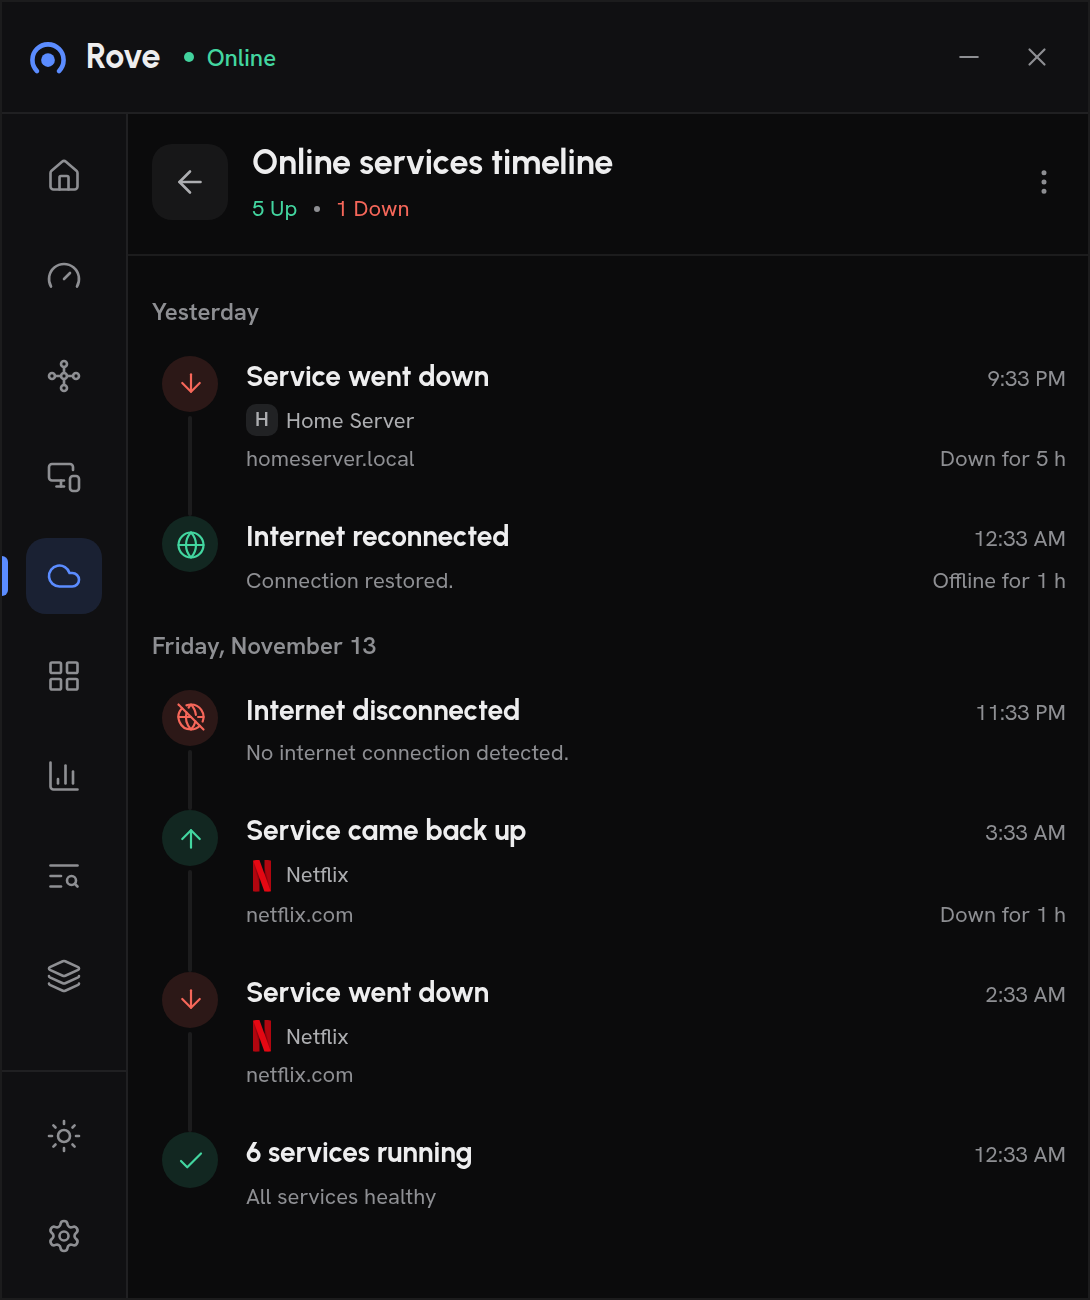 Rove • Online
Online services timeline
5 Up • 1 Down
Yesterday
Service went down 9:33 PM
H Home Server
homeserver.local Down for 5 h
Internet reconnected 12:33 AM
Connection restored. Offline for 1 h
Friday, November 13
Internet disconnected 11:33 PM
No internet connection detected.
Service came back up 3:33 AM
N Netflix
netflix.com Down for 1 h
Service went down 2:33 AM
N Netflix
netflix.com
6 services running 12:33 AM
All services healthy